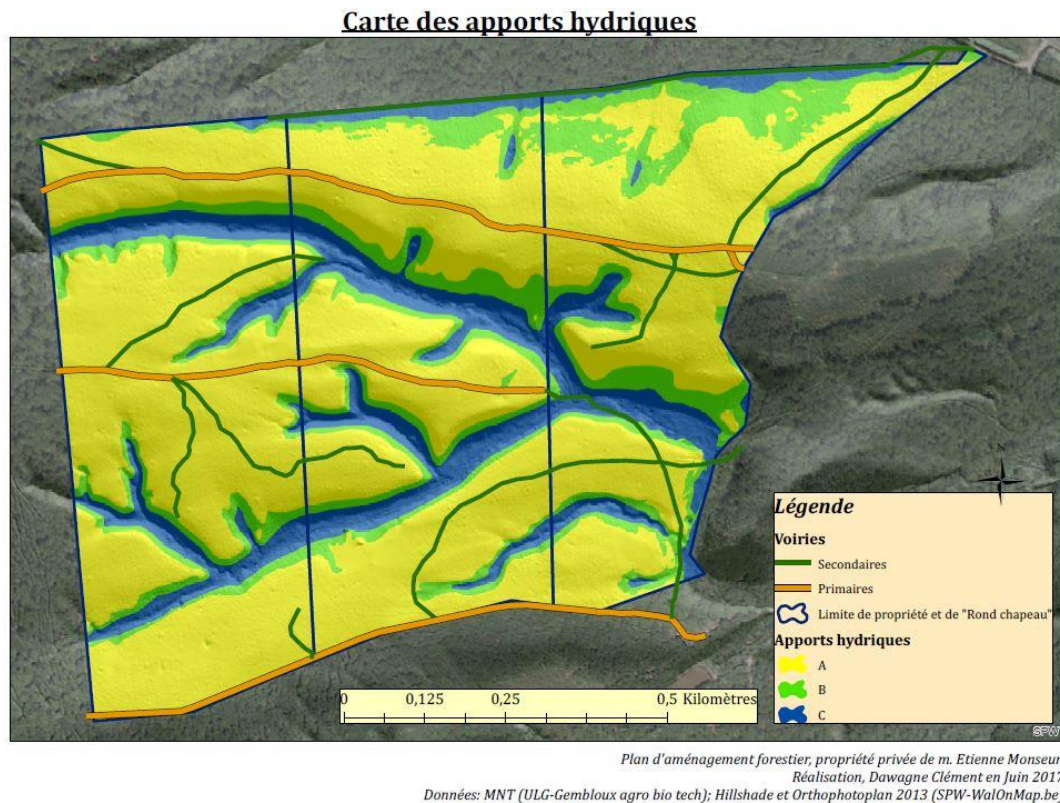 Carte des apports hydriques
N
Légende
Voiries
Secondaires
Primaires
Limite de propriété et de "Rond chapeau"
Apports hydriques
A
B
C
0 0,125 0,25 0,5 Kilomètres
SPW
Plan d'aménagement forestier, propriété privée de m. Etienne Monseur
Réalisation, Dawagne Clément en Juin 2017
Données: MNT (ULG-Gembloux agro bio tech); Hillshade et Orthophotoplan 2013 (SPW-WalOnMap.be)